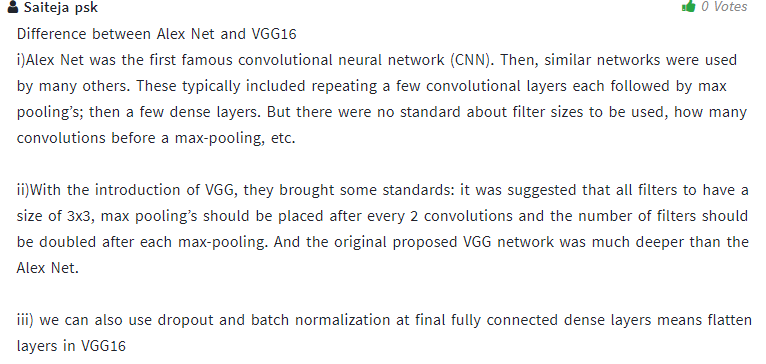 Saiteja psk
0 Votes
Difference between Alex Net and VGG16
i)Alex Net was the first famous convolutional neural network (CNN). Then, similar networks were used
by many others. These typically included repeating a few convolutional layers each followed by max
pooling’s; then a few dense layers. But there were no standard about filter sizes to be used, how many
convolutions before a max-pooling, etc.
ii)With the introduction of VGG, they brought some standards: it was suggested that all filters to have a
size of 3x3, max pooling’s should be placed after every 2 convolutions and the number of filters should
be doubled after each max-pooling. And the original proposed VGG network was much deeper than the
Alex Net.
iii) we can also use dropout and batch normalization at final fully connected dense layers means flatten
layers in VGG16